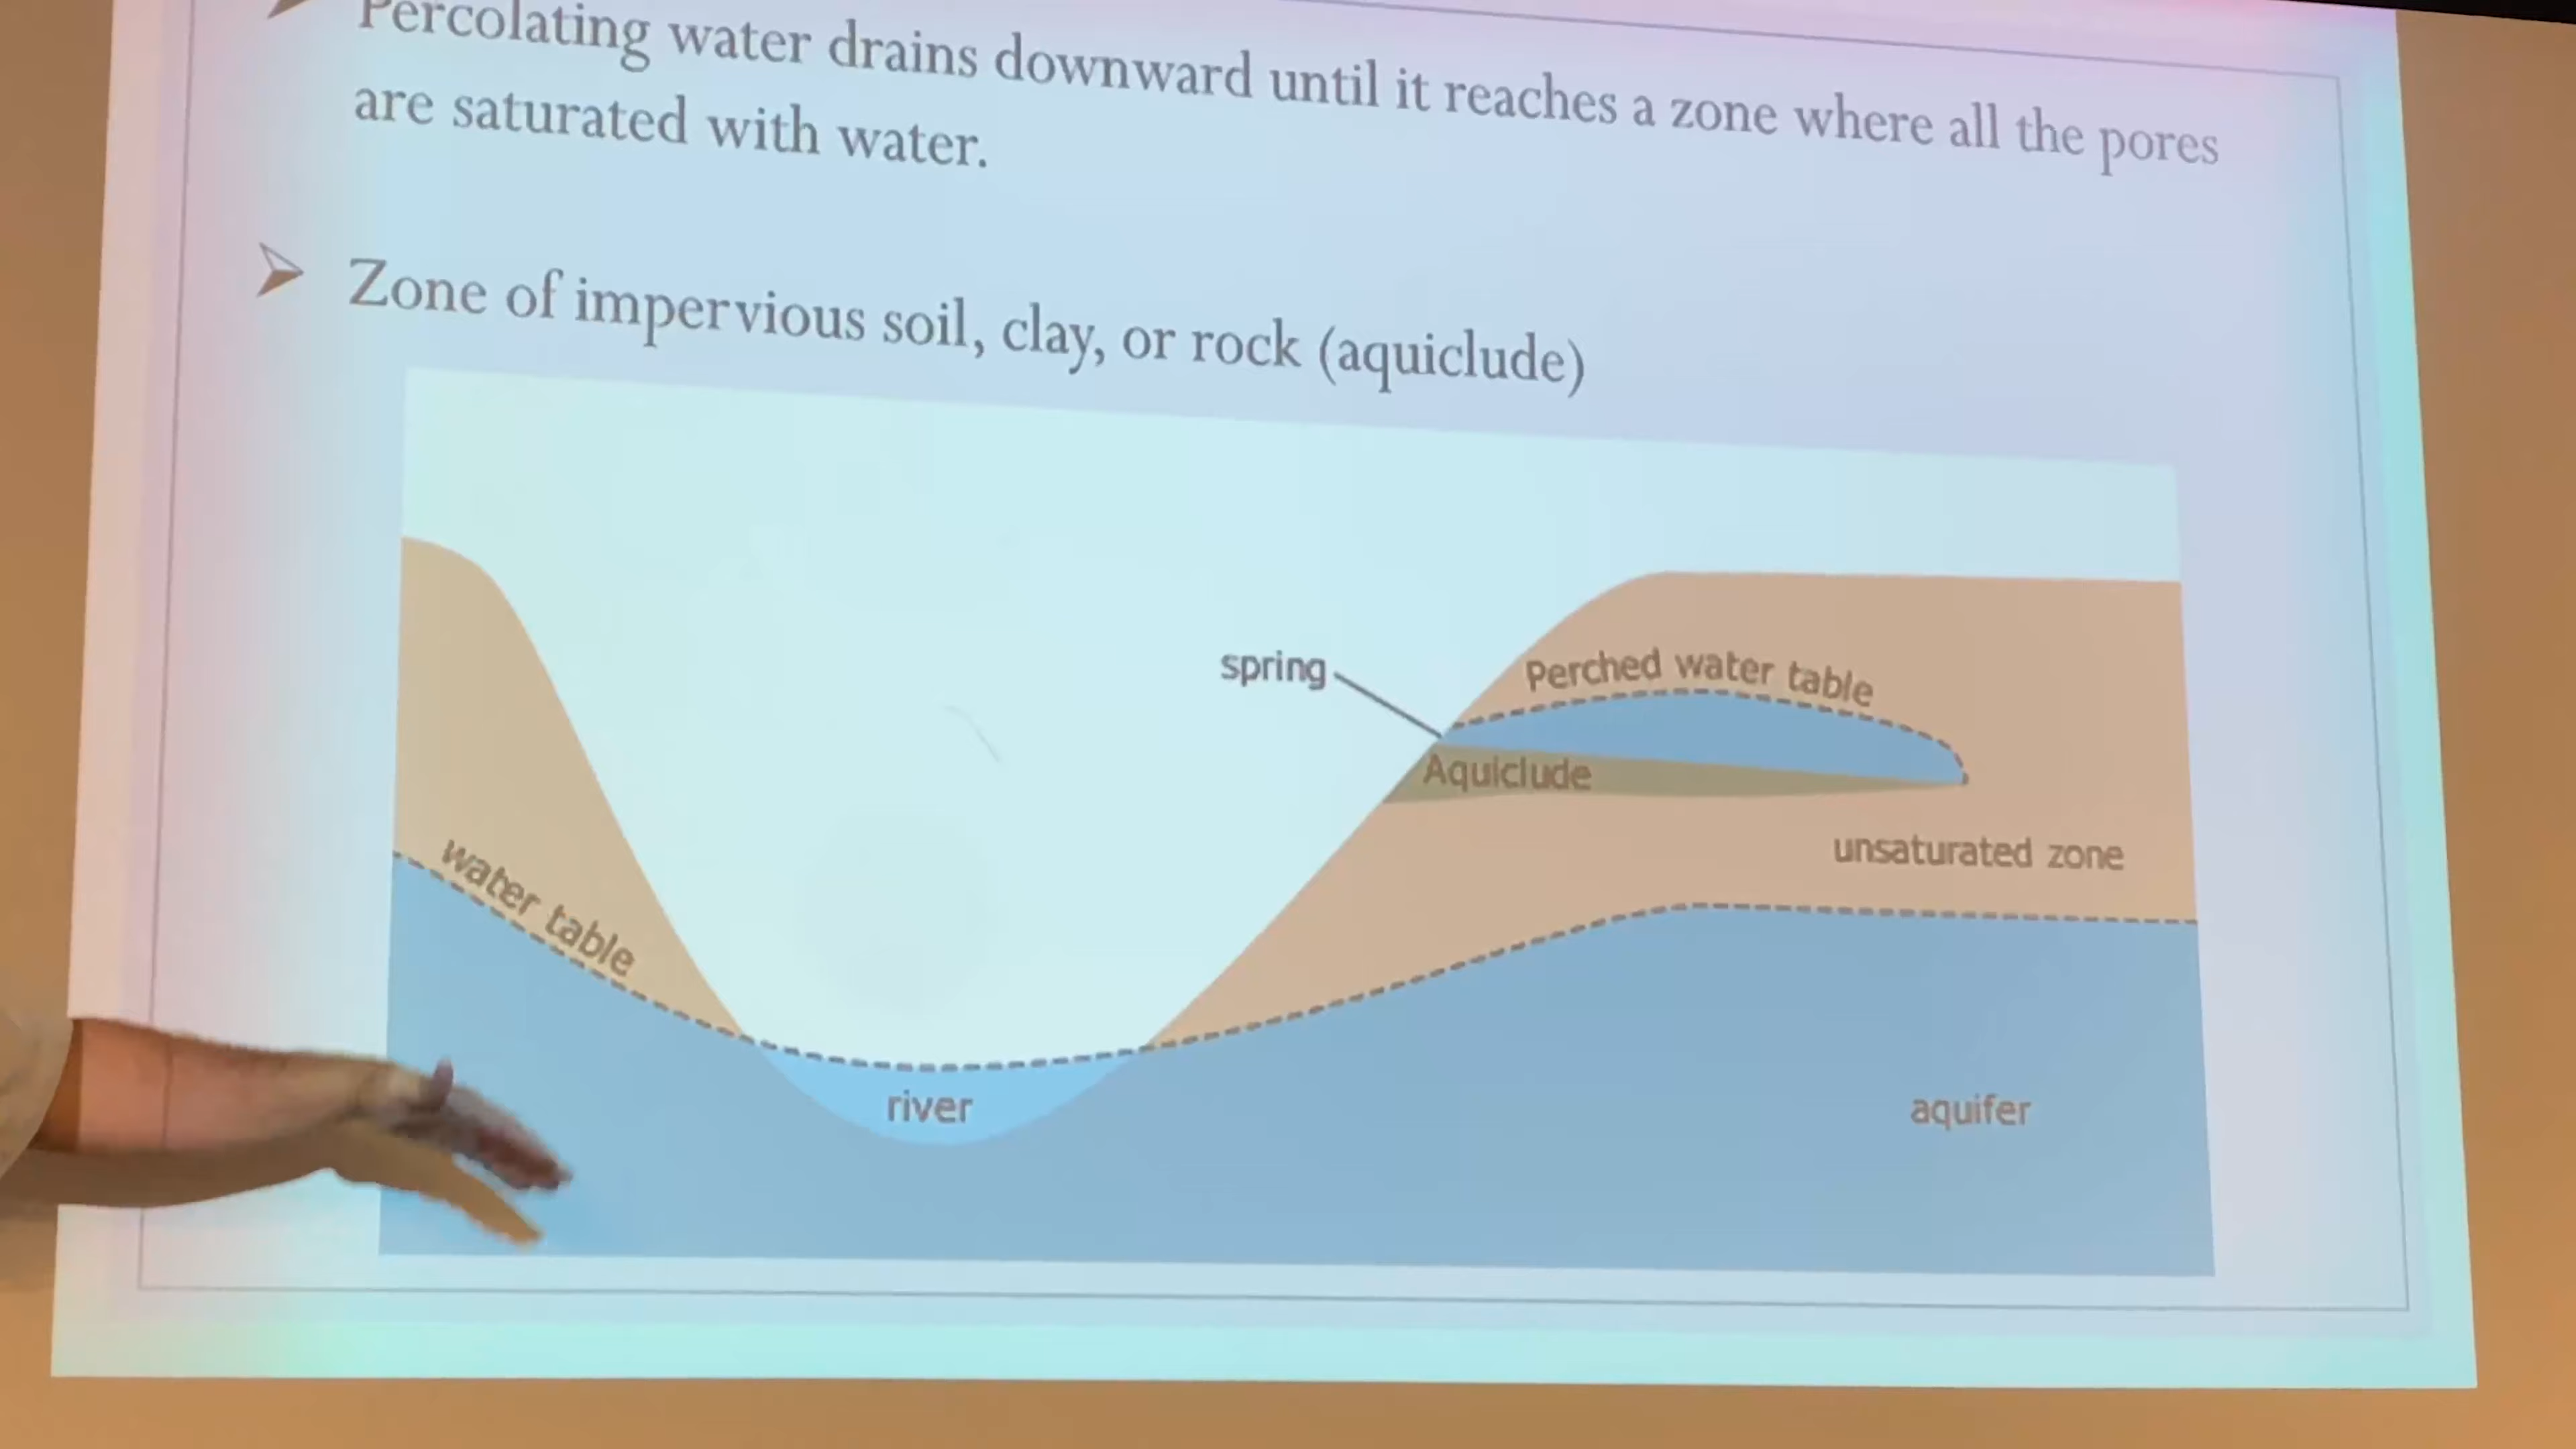 Percolating water drains downward until it reaches a zone where all the pores
are saturated with water.
Zone of impervious soil, clay, or rock (aquiclude)
spring
Perched water table
Aquiclude
unsaturated zone
water table
river
aquifer